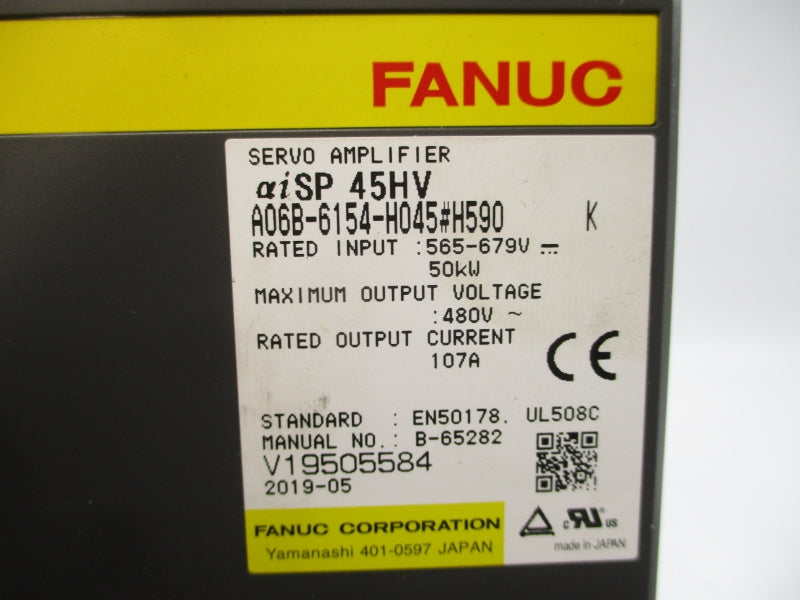 FANUC
SERVO AMPLIFIER
αiSP 45HV
A06B-6154-H045#H590 K
RATED INPUT :565-679V ⎓
50kW
MAXIMUM OUTPUT VOLTAGE
:480V ~
RATED OUTPUT CURRENT
107A
CE
STANDARD : EN50178. UL508C
MANUAL NO.: B-65282
V19505584
2019-05
FANUC CORPORATION
Yamanashi 401-0597 JAPAN
c RU US
made in JAPAN